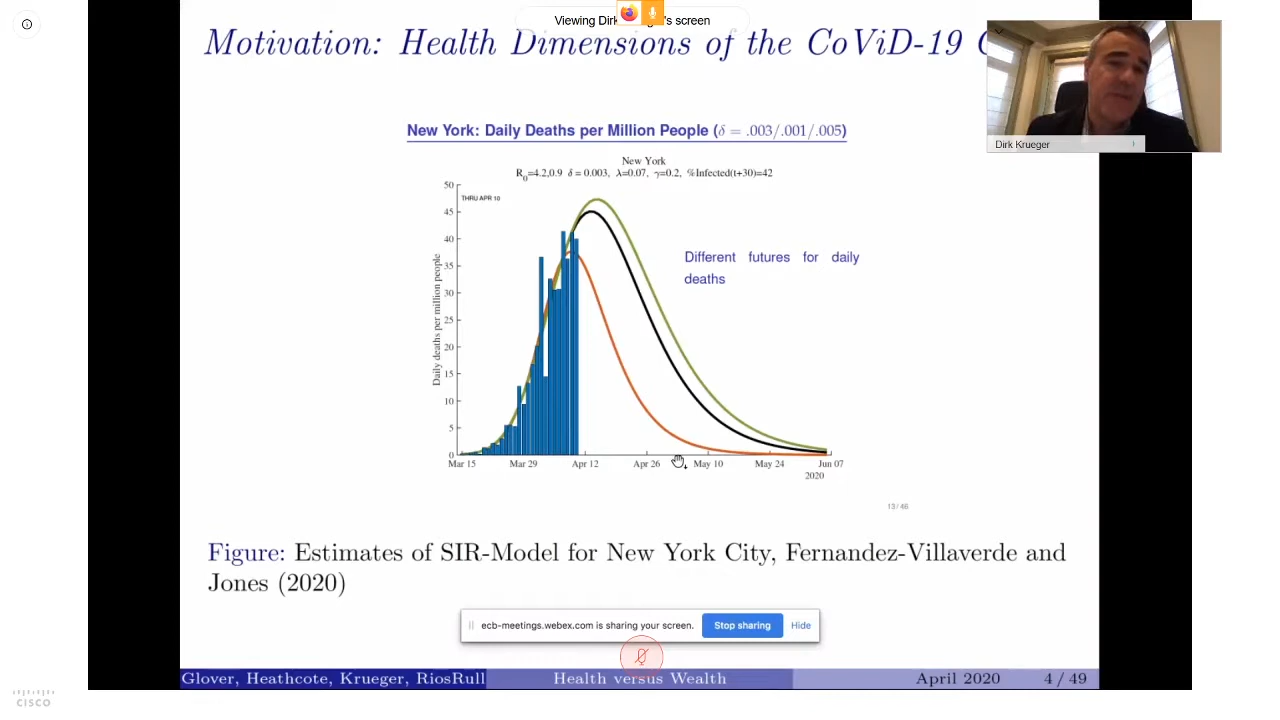 Viewing Dirk
's screen
Motivation: Health Dimensions of the CoViD-19
Dirk Krueger
New York: Daily Deaths per Million People (δ = .003/.001/.005)
New York
R0=4.2,0.9 δ = 0.003, λ=0.07, γ=0.2, %Infected(t+30)=42
THRU APR 10
Daily deaths per million people
50
45
40
35
30
25
20
15
10
5
0
Different futures for daily
deaths
Mar 15 Mar 29 Apr 12 Apr 26 May 10 May 24 Jun 07
2020
13 / 46
Figure: Estimates of SIR-Model for New York City, Fernandez-Villaverde and
Jones (2020)
ecb-meetings.webex.com is sharing your screen. Stop sharing Hide
Glover, Heathcote, Krueger, RiosRull Health versus Wealth April 2020 4 / 49
CISCO